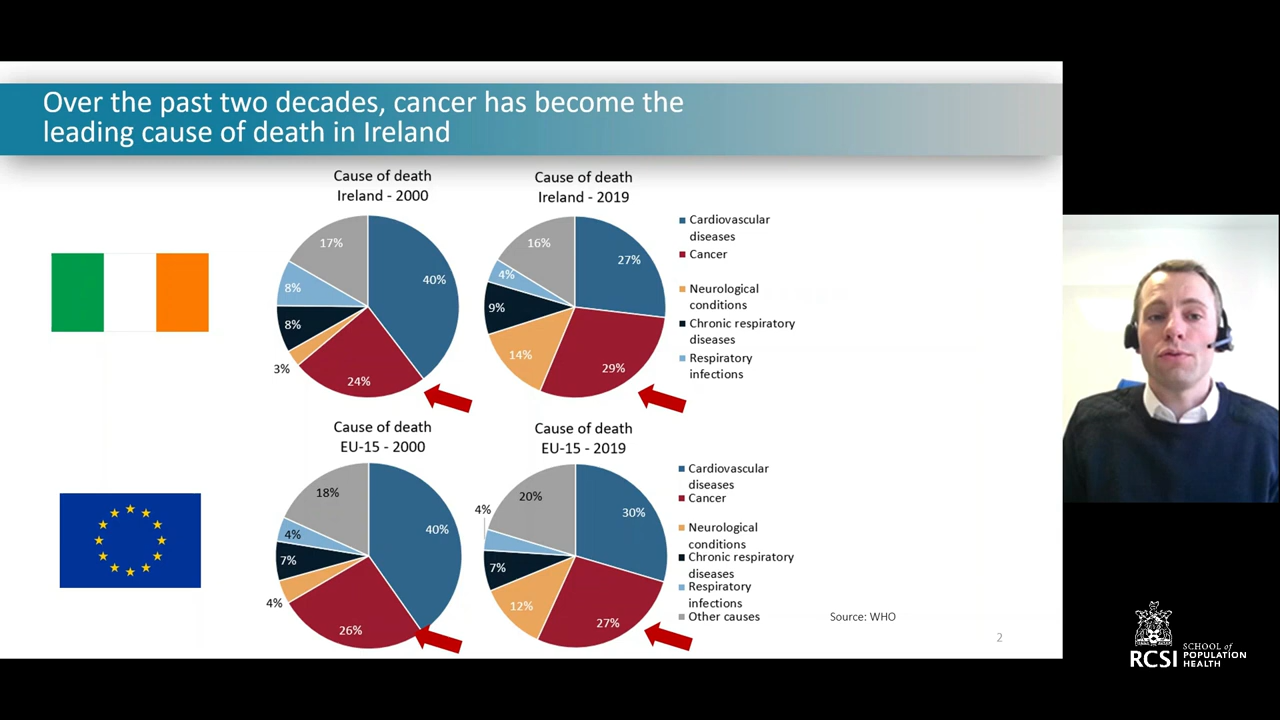 Over the past two decades, cancer has become the
leading cause of death in Ireland
Cause of death
Ireland - 2000
17%
40%
8%
8%
3%
24%
Cause of death
Ireland - 2019
16%
27%
4%
9%
14%
29%
Cardiovascular
diseases
Cancer
Neurological
conditions
Chronic respiratory
diseases
Respiratory
infections
Cause of death
EU-15 - 2000
18%
40%
4%
7%
4%
26%
Cause of death
EU-15 - 2019
20%
30%
4%
7%
12%
27%
Cardiovascular
diseases
Cancer
Neurological
conditions
Chronic respiratory
diseases
Respiratory
infections
Other causes
Source: WHO
2
RCSI
SCHOOL of
POPULATION
HEALTH